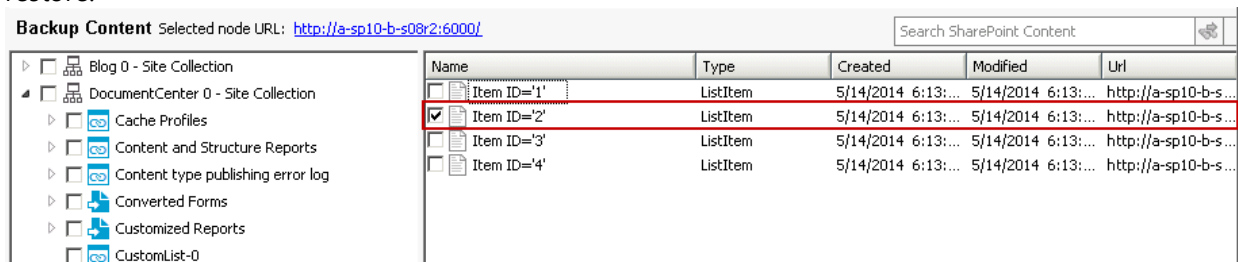 Backup Content Selected node URL: http://a-sp10-b-s08r2:6000/ Search SharePoint Content
Blog 0 - Site Collection
DocumentCenter 0 - Site Collection
Cache Profiles
Content and Structure Reports
Content type publishing error log
Converted Forms
Customized Reports
CustomList-0
Name Type Created Modified Url
Item ID='1' ListItem 5/14/2014 6:13:... 5/14/2014 6:13:... http://a-sp10-b-s...
Item ID='2' ListItem 5/14/2014 6:13:... 5/14/2014 6:13:... http://a-sp10-b-s...
Item ID='3' ListItem 5/14/2014 6:13:... 5/14/2014 6:13:... http://a-sp10-b-s...
Item ID='4' ListItem 5/14/2014 6:13:... 5/14/2014 6:13:... http://a-sp10-b-s...